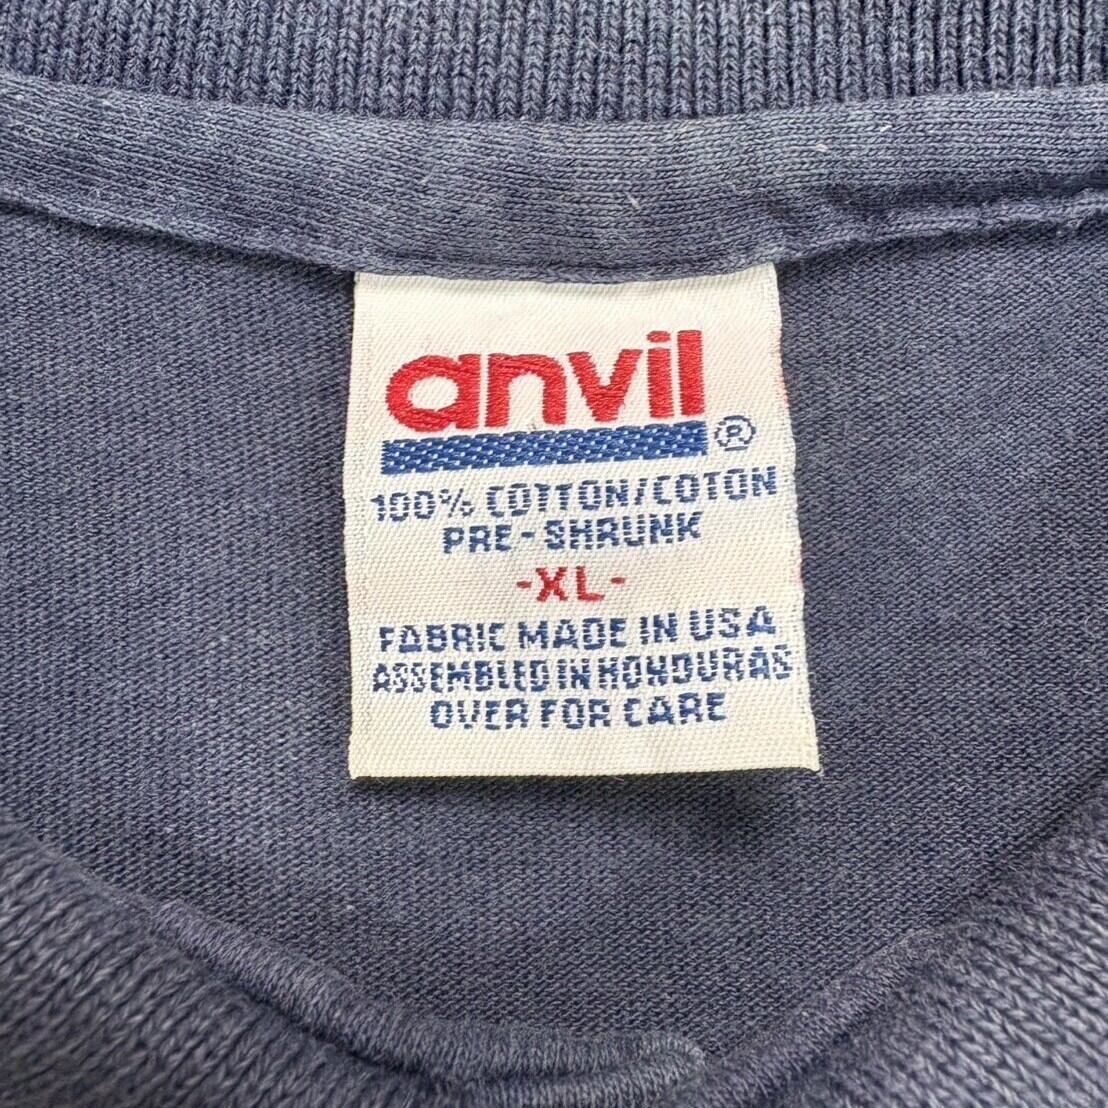 anvil ®
100% COTTON/COTON
PRE-SHRUNK
-XL-
FABRIC MADE IN USA
ASSEMBLED IN HONDURAS
OVER FOR CARE